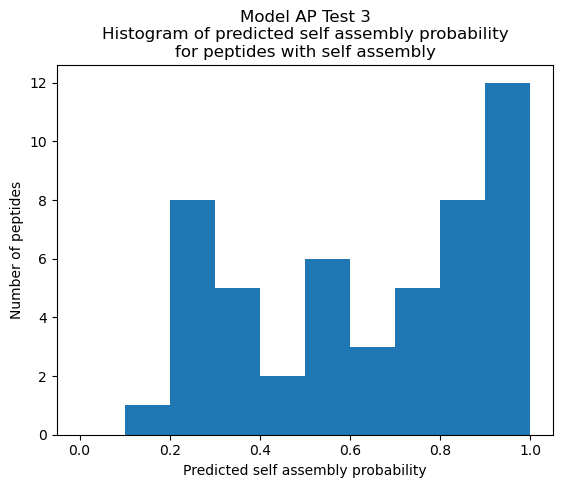 Model AP Test 3
Histogram of predicted self assembly probability
for peptides with self assembly
12
10
8
6
4
2
0
Number of peptides
0.0 0.2 0.4 0.6 0.8 1.0
Predicted self assembly probability